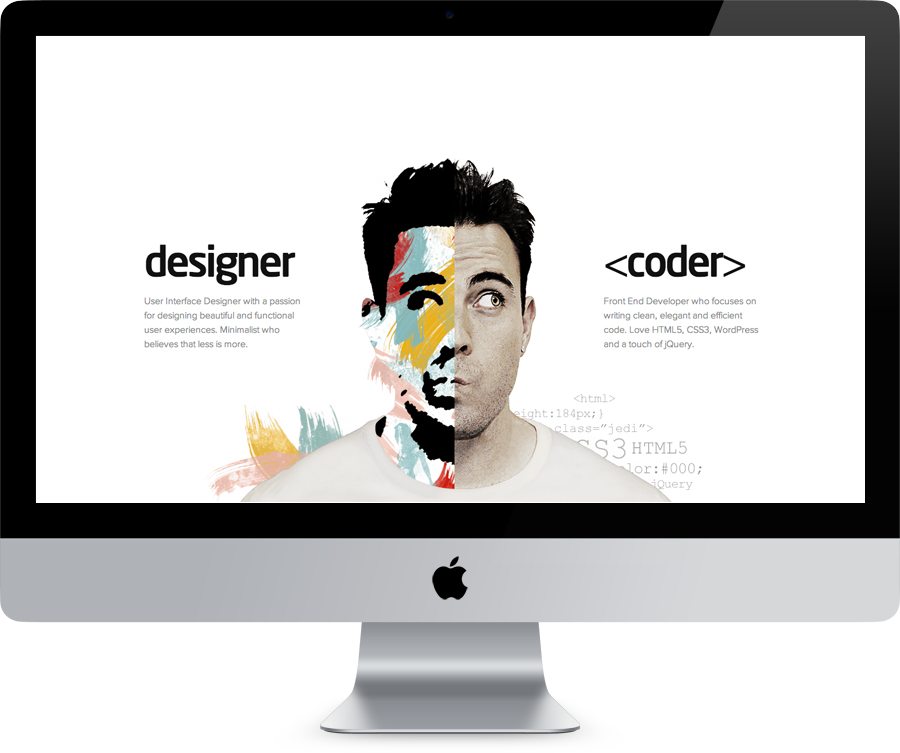 designer
User Interface Designer with a passion
for designing beautiful and functional
user experiences. Minimalist who
believes that less is more.
<coder>
Front End Developer who focuses on
writing clean, elegant and efficient
code. Love HTML5, CSS3, WordPress
and a touch of jQuery.
<html>
eight:184px;}
class="jedi">
SS3 HTML5
lor:#000;
jQuery